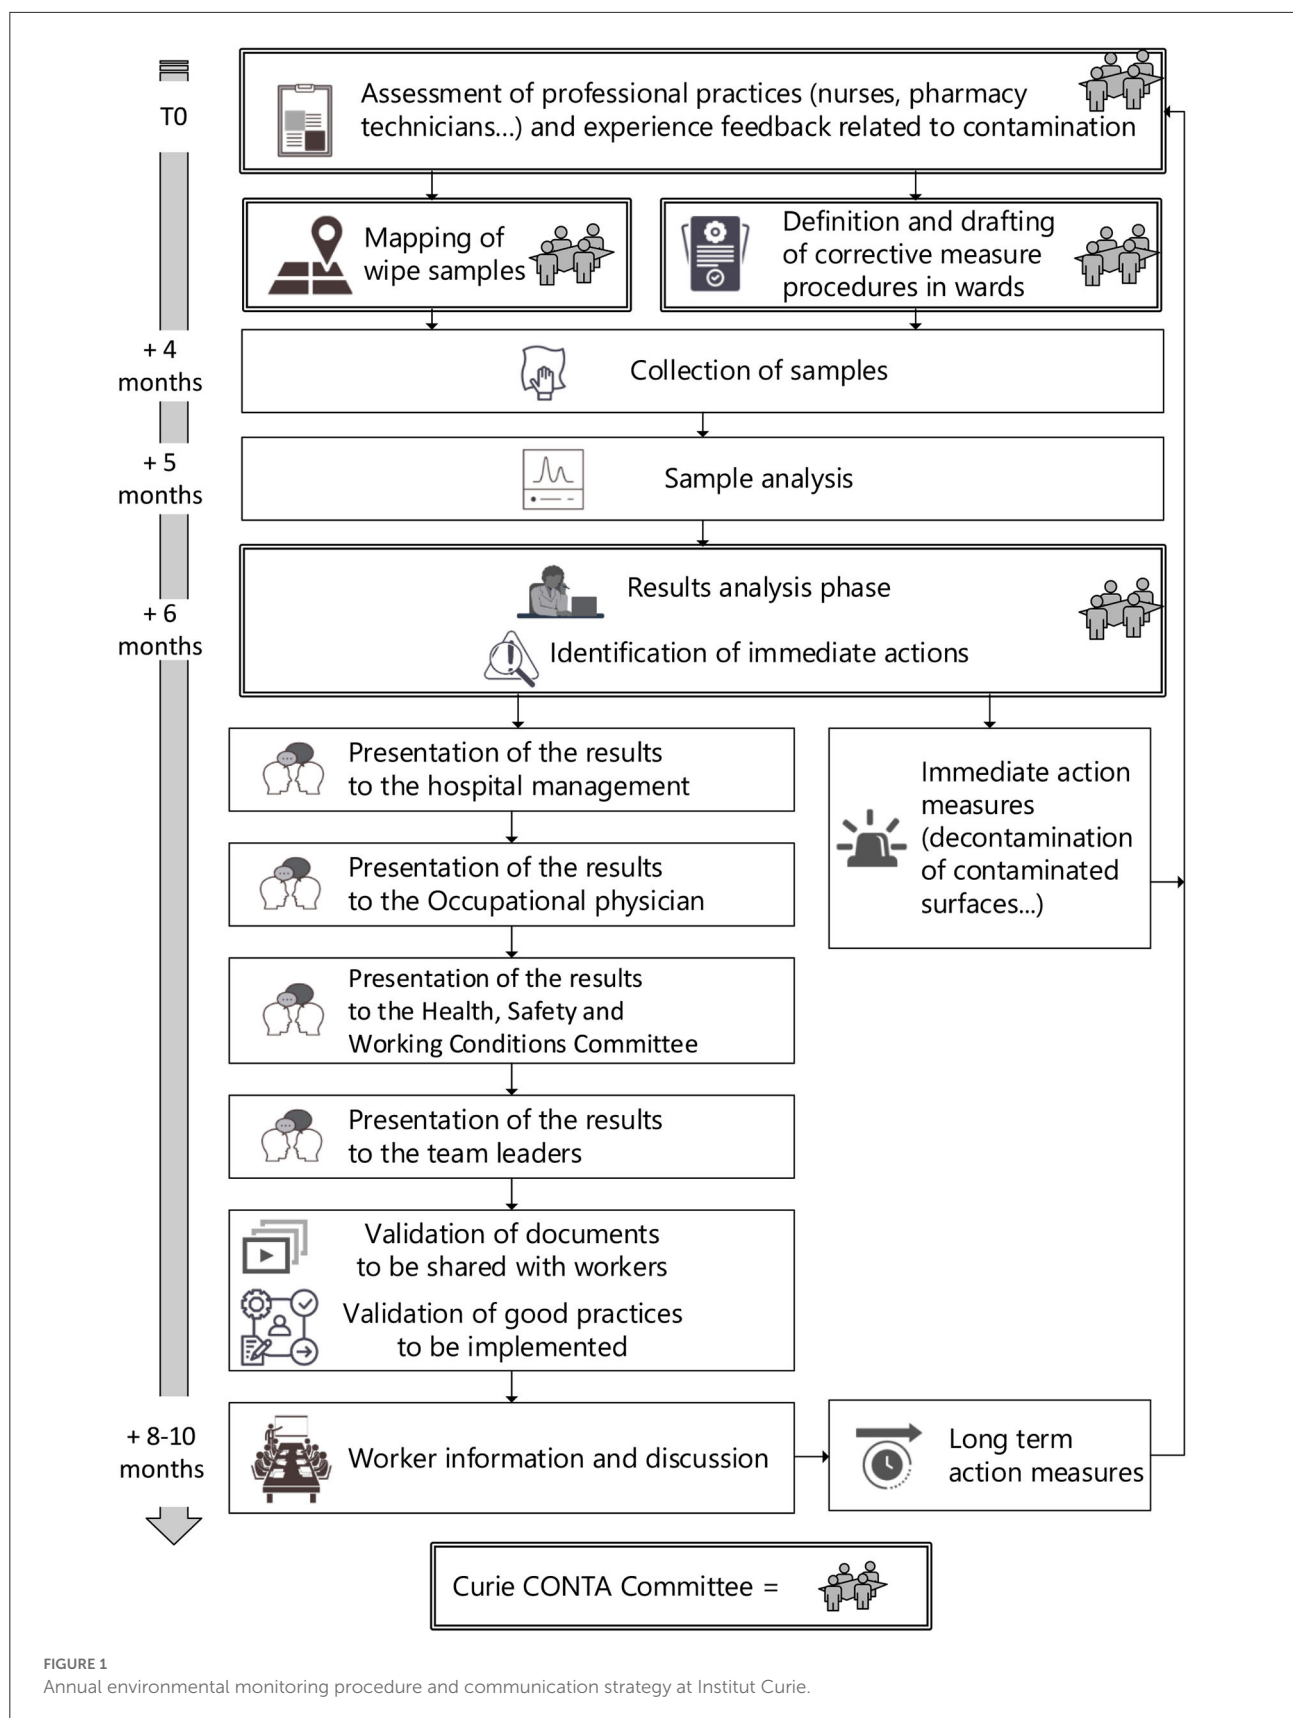 T0
Assessment of professional practices (nurses, pharmacy
technicians...) and experience feedback related to contamination
Mapping of
wipe samples
Definition and drafting
of corrective measure
procedures in wards
+ 4
months
Collection of samples
+ 5
months
Sample analysis
+ 6
months
Results analysis phase
Identification of immediate actions
Presentation of the results
to the hospital management
Immediate action
measures
(decontamination
of contaminated
surfaces...)
Presentation of the results
to the Occupational physician
Presentation of the results
to the Health, Safety and
Working Conditions Committee
Presentation of the results
to the team leaders
Validation of documents
to be shared with workers
Validation of good practices
to be implemented
+ 8-10
months
Worker information and discussion
Long term
action measures
Curie CONTA Committee =
FIGURE 1
Annual environmental monitoring procedure and communication strategy at Institut Curie.